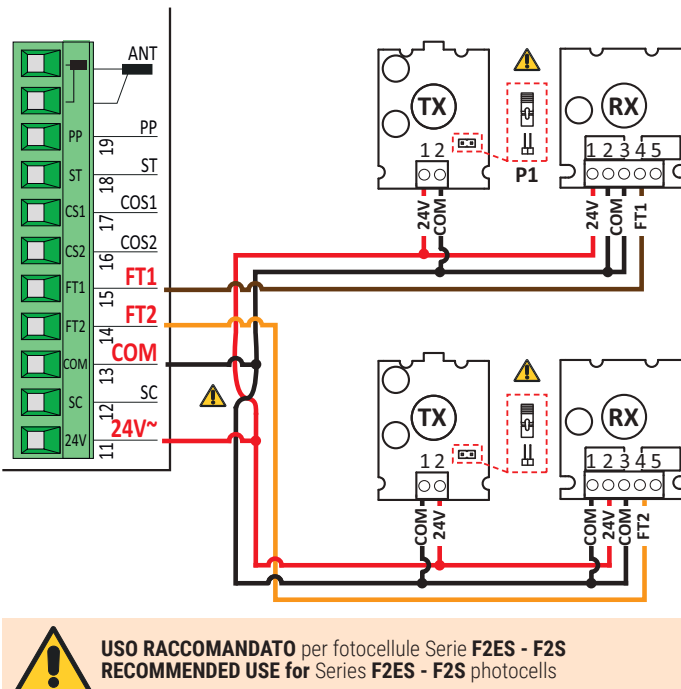 ANT
PP 19 PP
ST 18 ST
CS1 17 COS1
CS2 16 COS2
FT1 15 FT1
FT2 14 FT2
COM 13 COM
SC 12 SC
24V 11 24V~
TX
1 2
24V
COM
P1
RX
1 2 3 4 5
24V
COM
FT1
TX
1 2
COM
24V
RX
1 2 3 4 5
COM
24V
COM
FT2
USO RACCOMANDATO per fotocellule Serie F2ES - F2S
RECOMMENDED USE for Series F2ES - F2S photocells